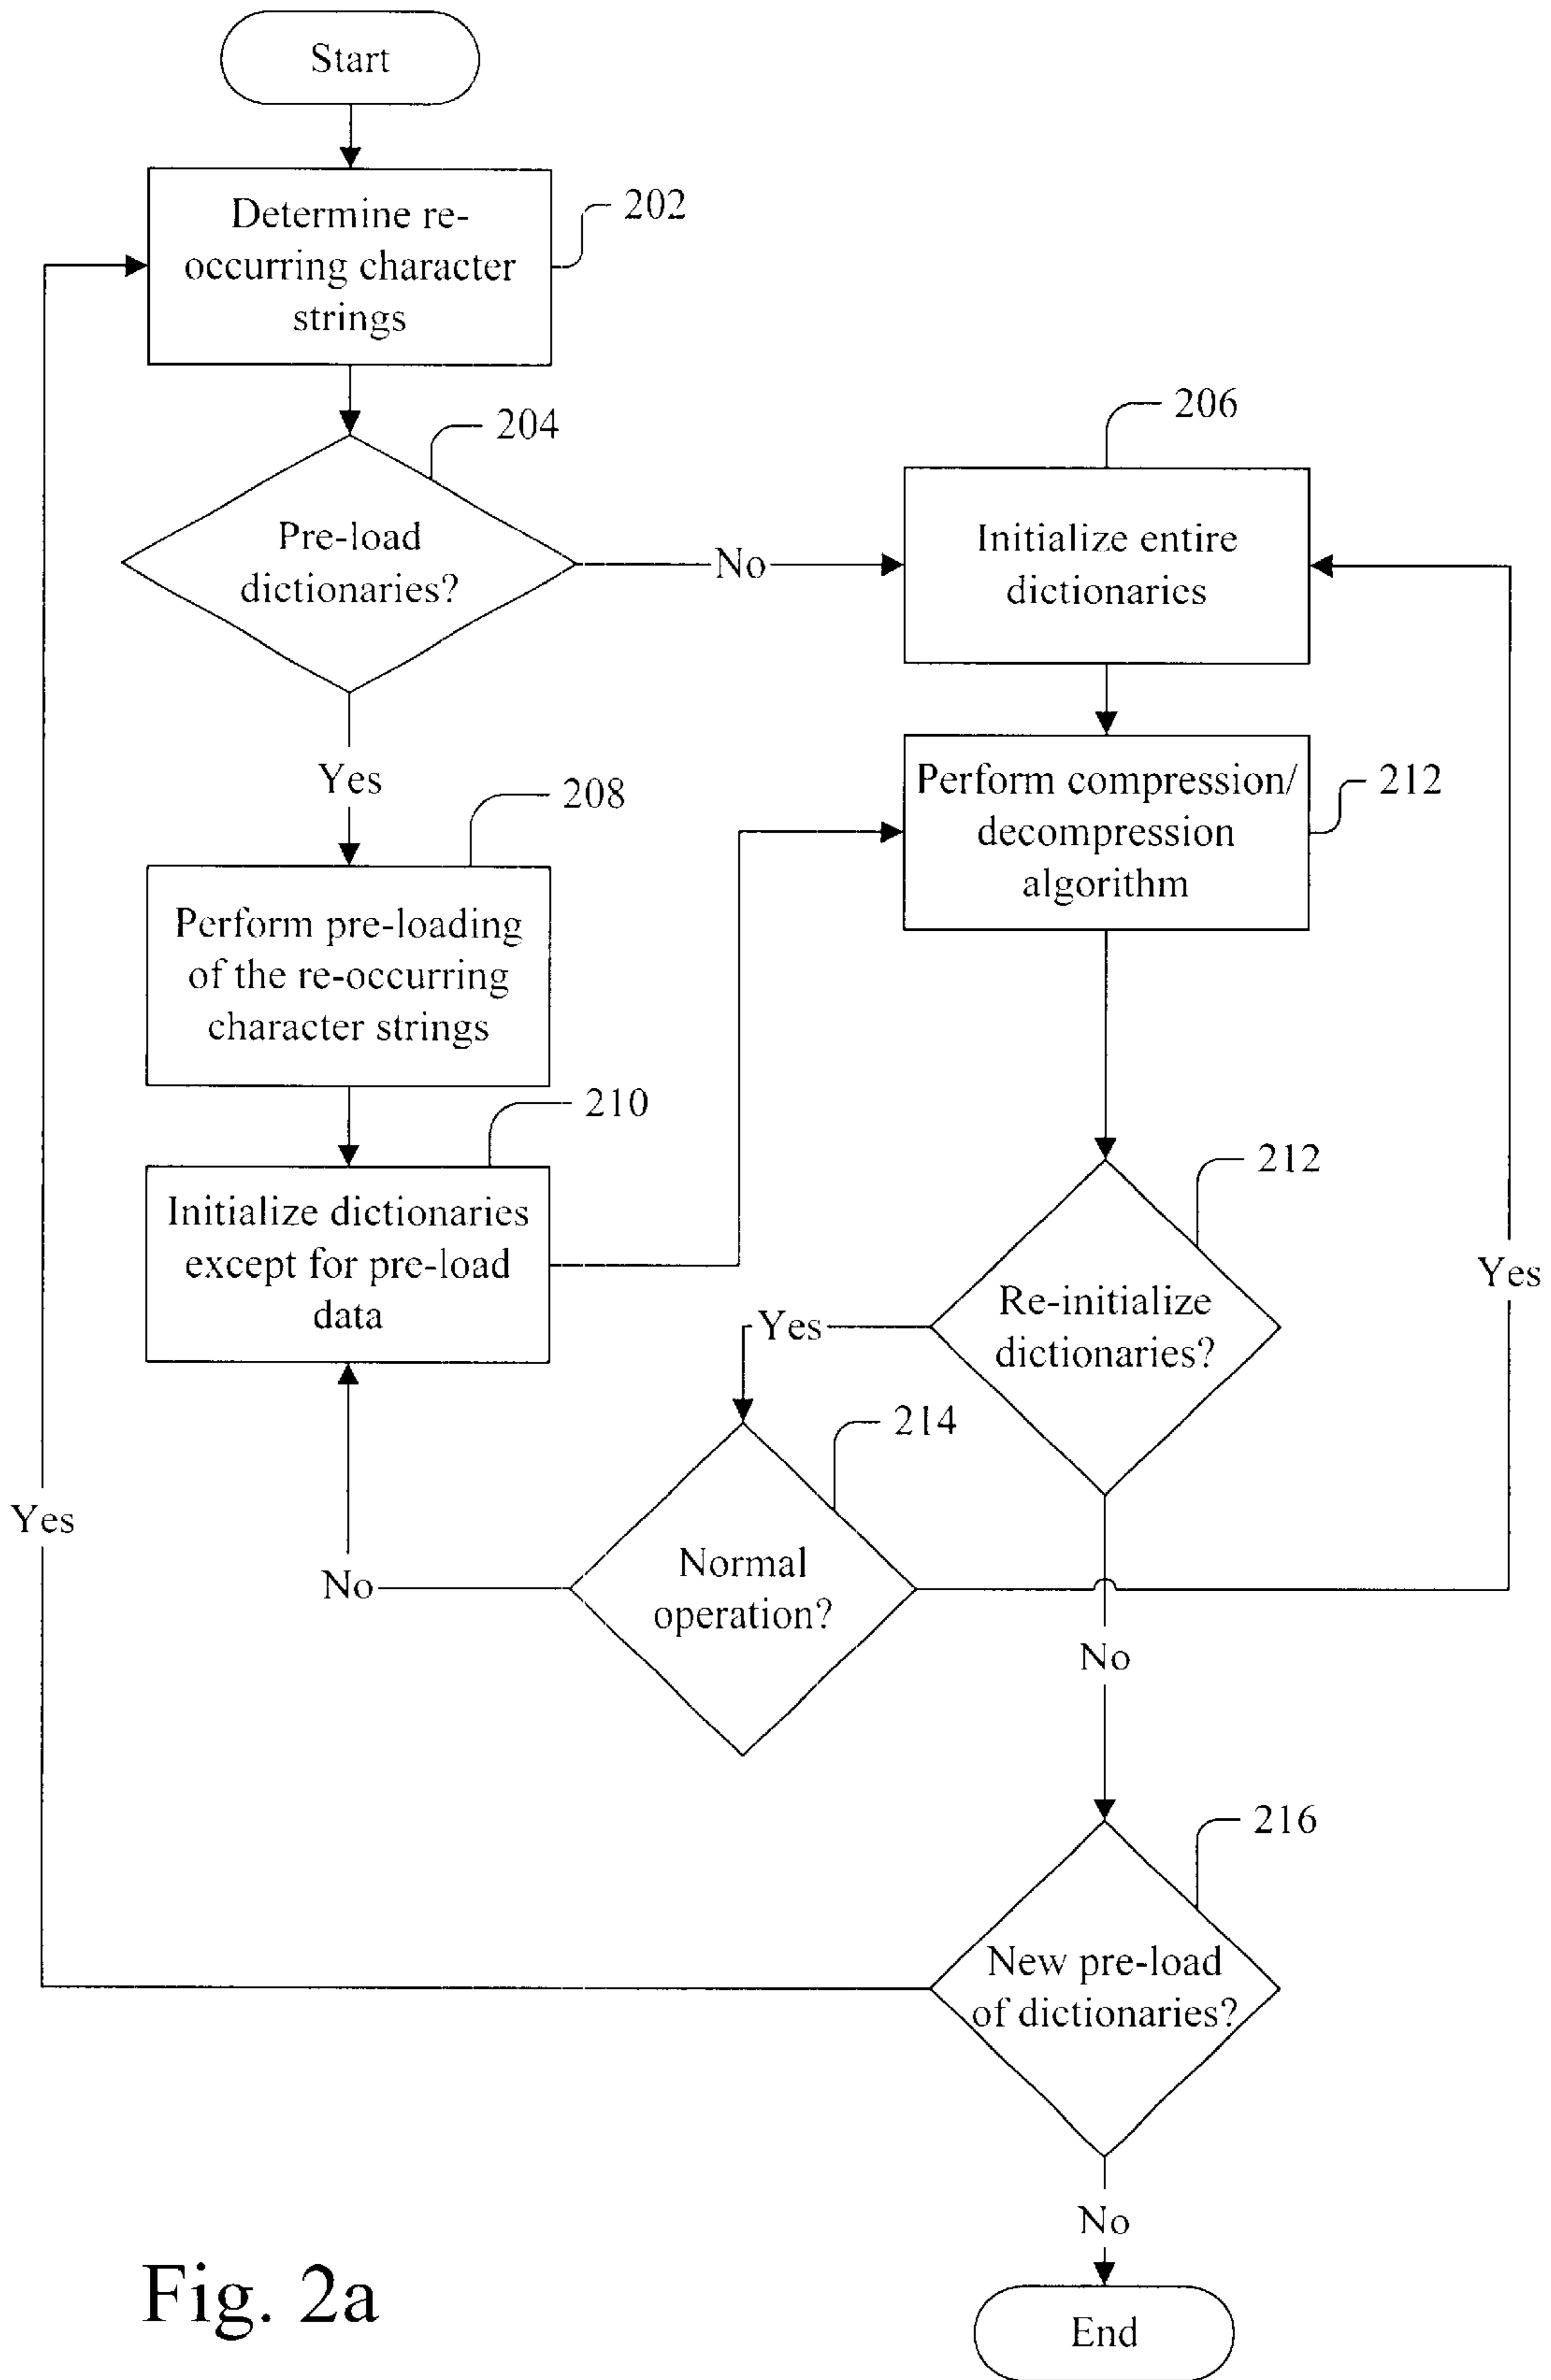 Start
Determine re-
occurring character
strings
202
204
Pre-load
dictionaries?
No
206
Initialize entire
dictionaries
Yes
208
Perform pre-loading
of the re-occurring
character strings
Perform compression/
decompression
algorithm
212
210
Initialize dictionaries
except for pre-load
data
212
Re-initialize
dictionaries?
Yes
Yes
214
Normal
operation?
No
Yes
No
216
New pre-load
of dictionaries?
No
End
Fig. 2a